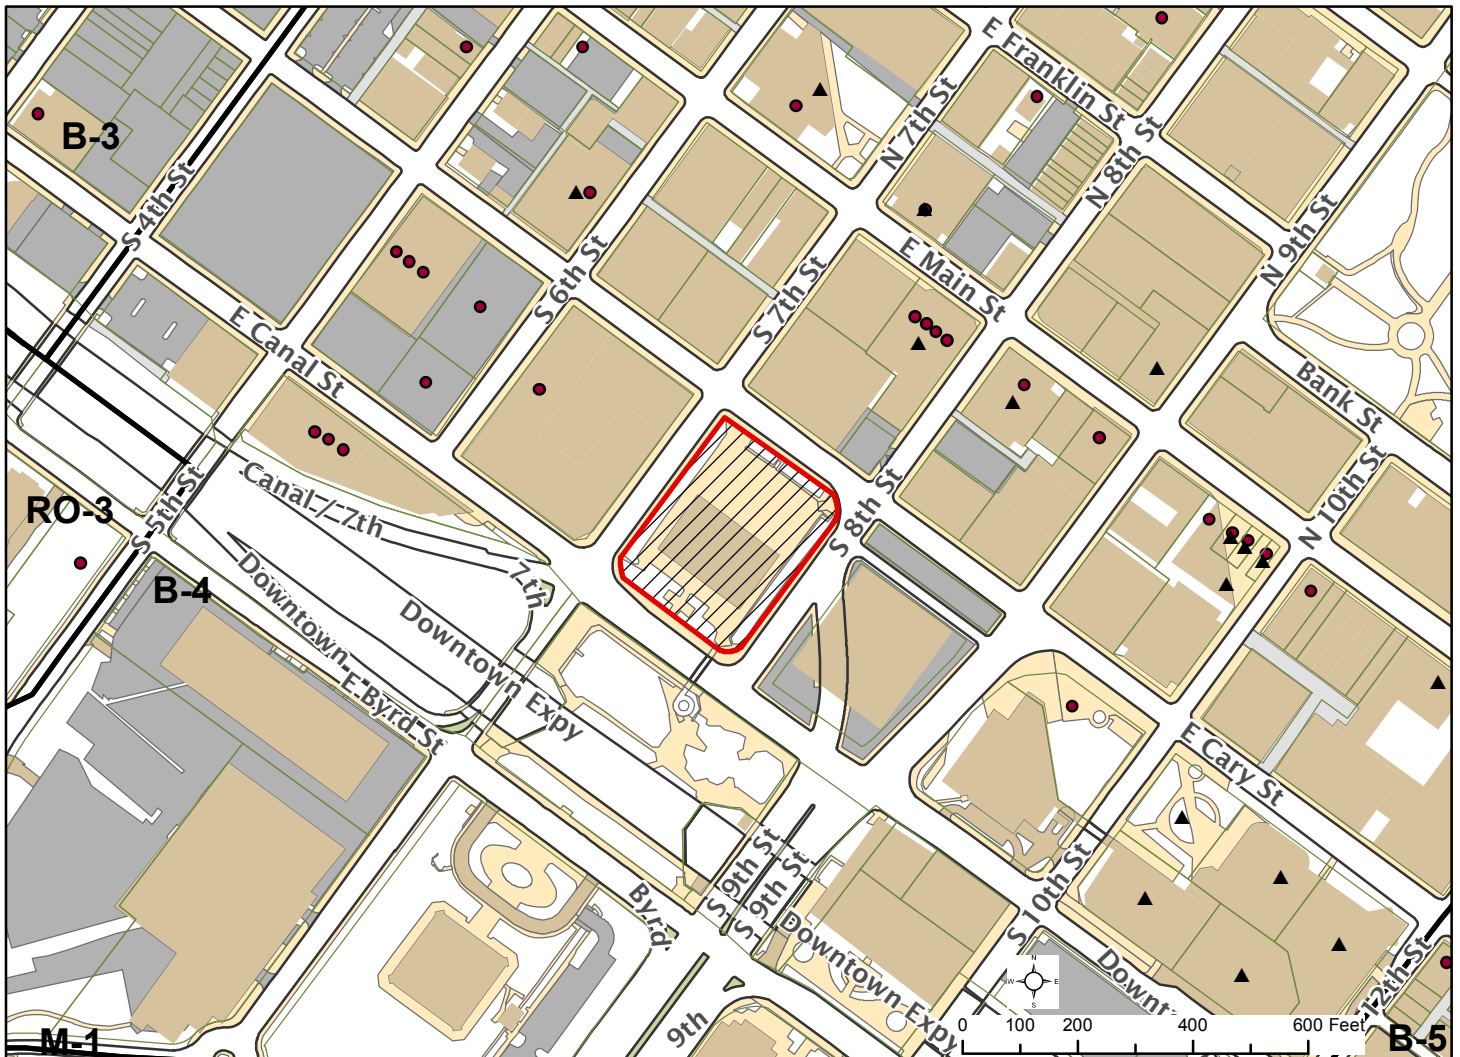 E Franklin St
N 7th St
N 8th St
B-3
S 4th St
N 9th St
E Main St
S 6th St
S 7th St
E Canal St
Bank St
N 10th St
S 8th St
Canal / 7th
S 5th St
RO-3
7th
B-4
Downtown
Downtown Expy
E Byrd St
E Cary St
S 9th St
S 9th St
S 10th St
Byrd
Downtown Expy
Downt
12th St
N
W E
S
9th
0 100 200 400 600 Feet
M-1
B-5